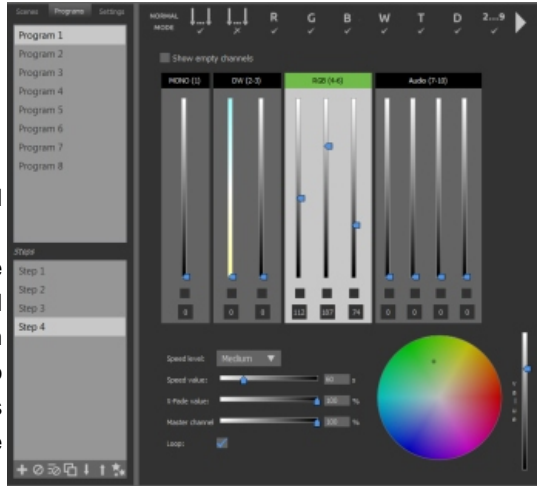 Scenes Programs Settings
Program 1
Program 2
Program 3
Program 4
Program 5
Program 6
Program 7
Program 8
Steps
Step 1
Step 2
Step 3
Step 4
NORMAL MODE R G B W T D 2...9
Show empty channels
MONO (1) DW (2-3) RGB (4-6) Audio (7-10)
0 0 0 112 187 74 0 0 0 0
Speed level: Medium
Speed value: 60 s
X-Fade value: 100 %
Master channel 100 %
Loop:
VALUE